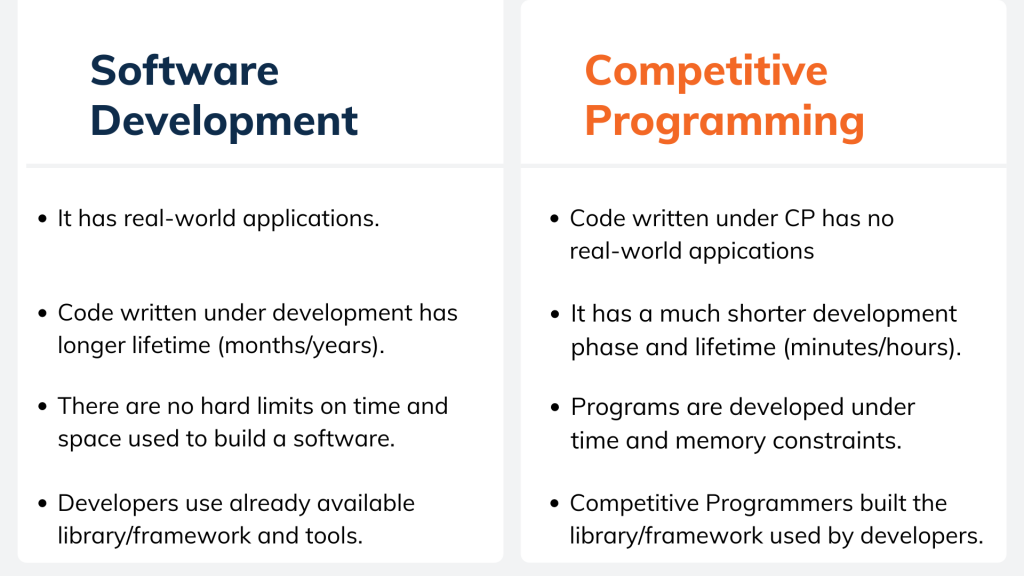 Software
Development
• It has real-world applications.
• Code written under development has
longer lifetime (months/years).
• There are no hard limits on time and
space used to build a software.
• Developers use already available
library/framework and tools.
Competitive
Programming
• Code written under CP has no
real-world appications
• It has a much shorter development
phase and lifetime (minutes/hours).
• Programs are developed under
time and memory constraints.
• Competitive Programmers built the
library/framework used by developers.